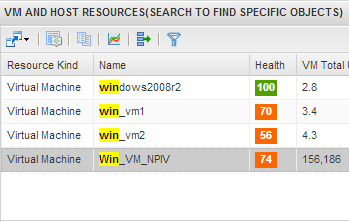 VM AND HOST RESOURCES(SEARCH TO FIND SPECIFIC OBJECTS)
Resource Kind Name Health VM Total
Virtual Machine windows2008r2 100 2.8
Virtual Machine win_vm1 70 3.4
Virtual Machine win_vm2 56 4.3
Virtual Machine Win_VM_NPIV 74 156,186